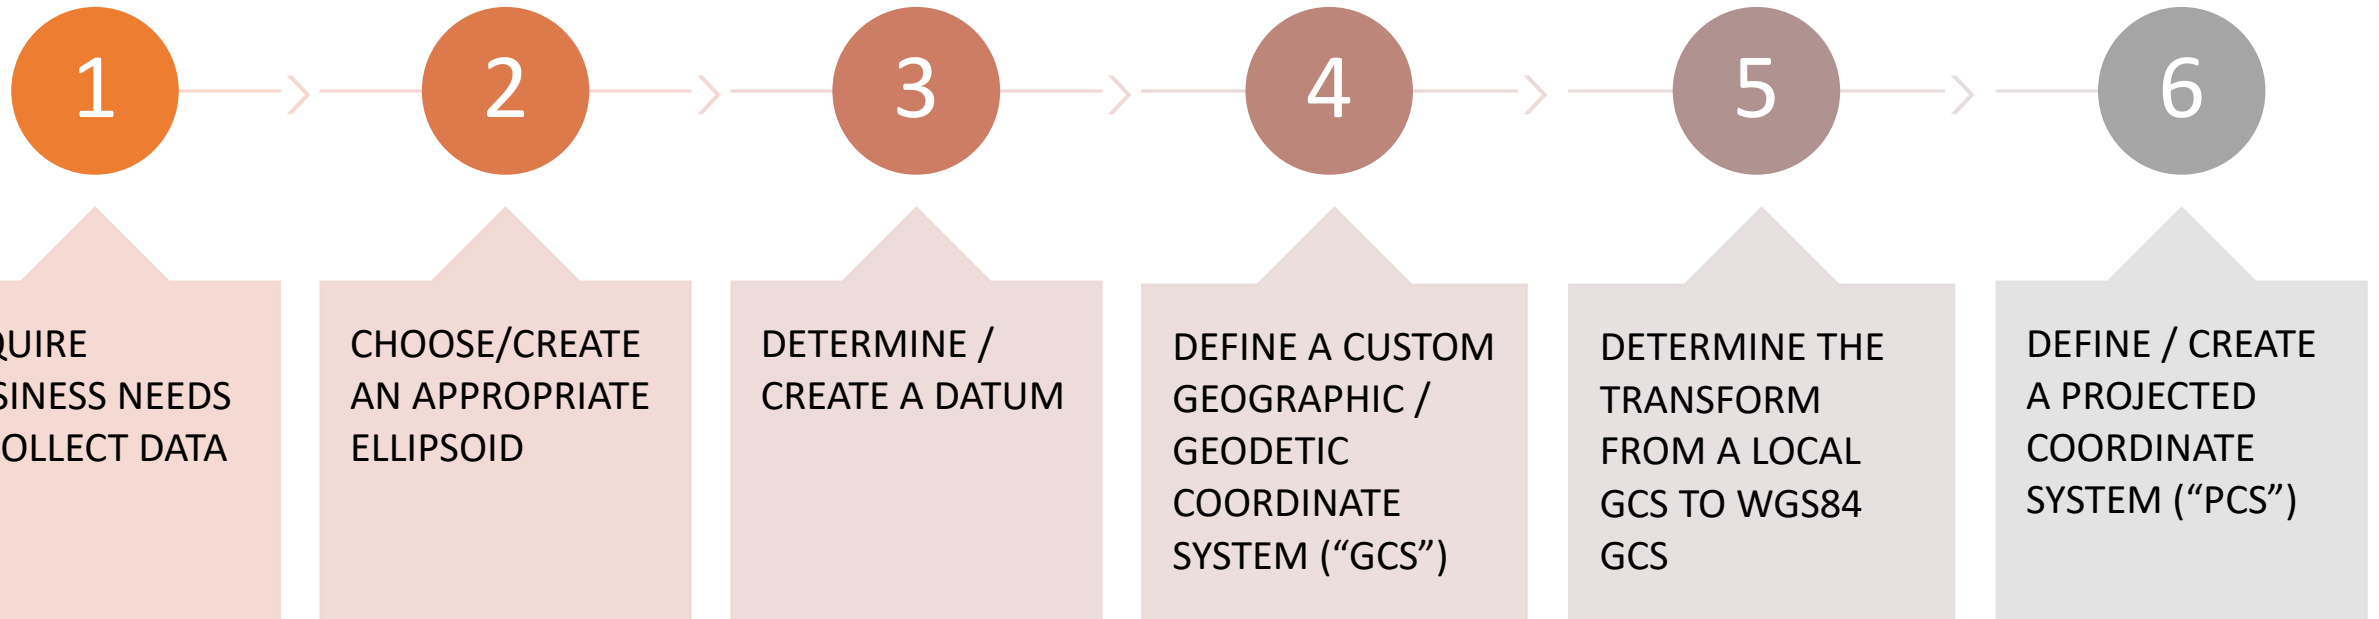 1
2
3
4
5
6
QUIRE
SINESS NEEDS
OLLECT DATA
CHOOSE/CREATE
AN APPROPRIATE
ELLIPSOID
DETERMINE /
CREATE A DATUM
DEFINE A CUSTOM
GEOGRAPHIC /
GEODETIC
COORDINATE
SYSTEM (“GCS”)
DETERMINE THE
TRANSFORM
FROM A LOCAL
GCS TO WGS84
GCS
DEFINE / CREATE
A PROJECTED
COORDINATE
SYSTEM (“PCS”)